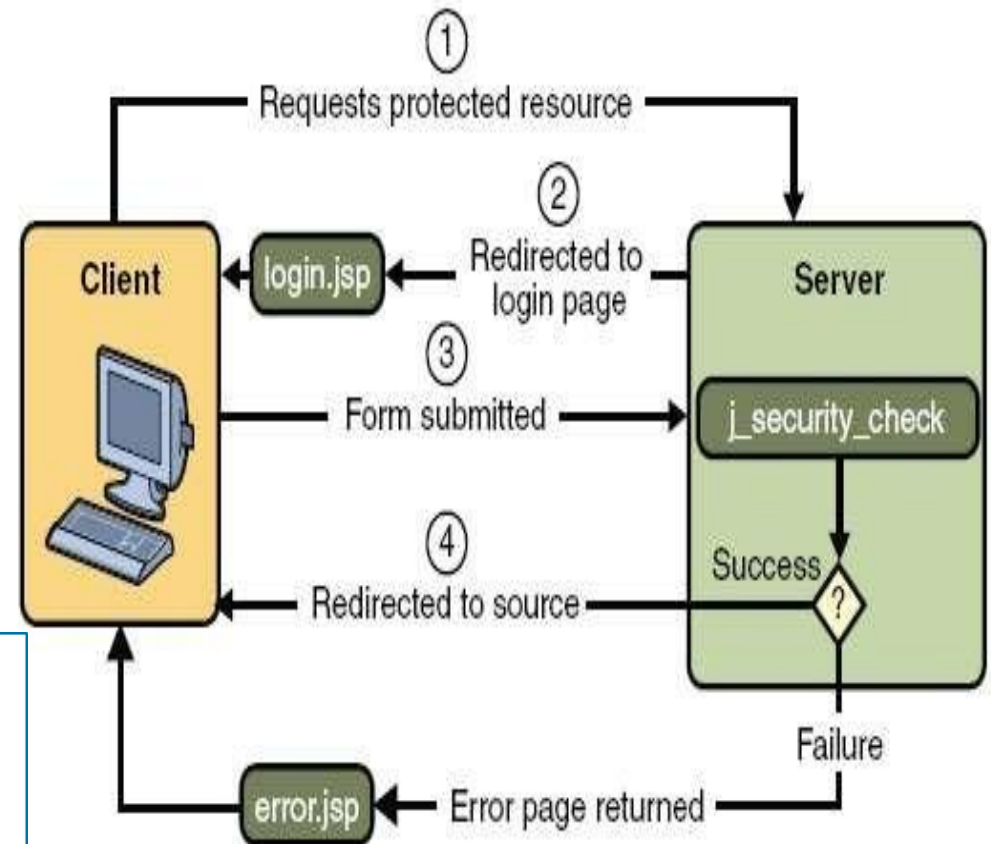 1
Requests protected resource
2
Client
login.jsp
Redirected to
login page
Server
3
Form submitted
j_security_check
4
Success
?
Redirected to source
Failure
error.jsp
Error page returned